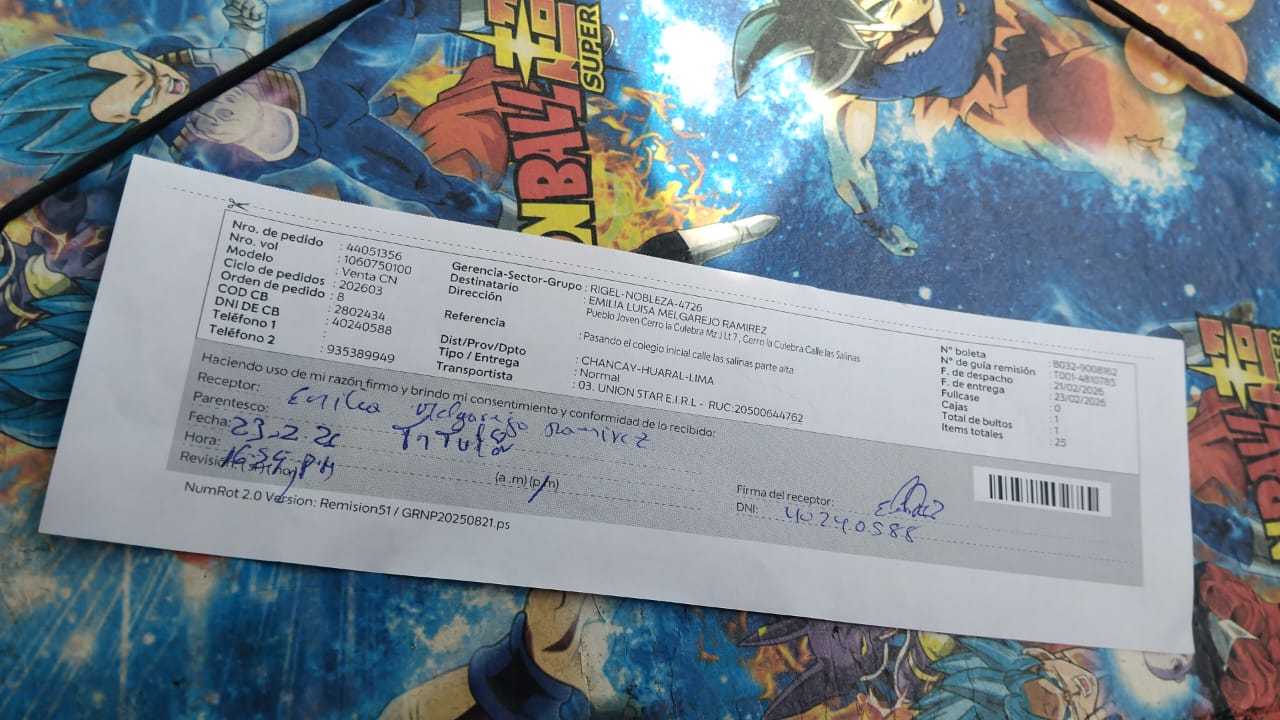 DRAGON BALL SUPER
Nro. de pedido : 44051356
Nro. vol : 1060750100
Modelo : Venta CN
Ciclo de pedidos : 202603
Orden de pedido : 8
COD CB : 2802434
DNI DE CB : 40240588
Teléfono 1 :
Teléfono 2 : 935389949
Gerencia-Sector-Grupo : RIGEL-NOBLEZA-4726
Destinatario : EMILIA LUISA MELGAREJO RAMIREZ
Dirección Pueblo Joven Cerro la Culebra Mz J Lt 7 , Cerro la Culebra Calle las Salinas
Referencia : Pasando el colegio inicial calle las salinas parte alta
Dist/Prov/Dpto : CHANCAY-HUARAL-LIMA
Tipo / Entrega : Normal
Transportista : 03. UNION STAR E.I.R.L - RUC:20500644762
N° boleta : B032-9008162
N° de guía remisión : T001-4810785
F. de despacho : 21/02/2026
F. de entrega : 23/02/2026
Fullcase : 0
Cajas : 1
Total de bultos : 1
Items totales : 25
Haciendo uso de mi razón firmo y brindo mi consentimiento y conformidad de lo recibido:
Receptor: Emilia Melgarejo Ramirez
Parentesco: Titular
Fecha: 23.2.26
Hora: 16:59 PM (a .m) (p/n)
Firma del receptor:
DNI: 40240588
NumRot 2.0 Version: Remision51 / GRNP20250821.ps